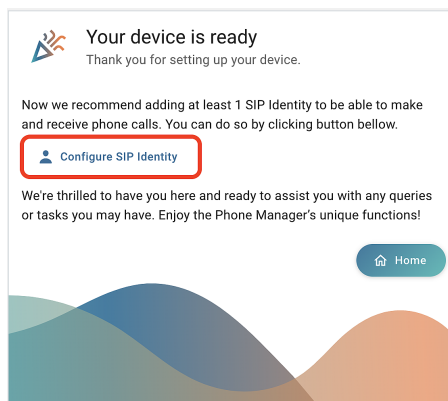 Your device is ready
Thank you for setting up your device.
Now we recommend adding at least 1 SIP Identity to be able to make
and receive phone calls. You can do so by clicking button bellow.
Configure SIP Identity
We're thrilled to have you here and ready to assist you with any queries
or tasks you may have. Enjoy the Phone Manager's unique functions!
Home